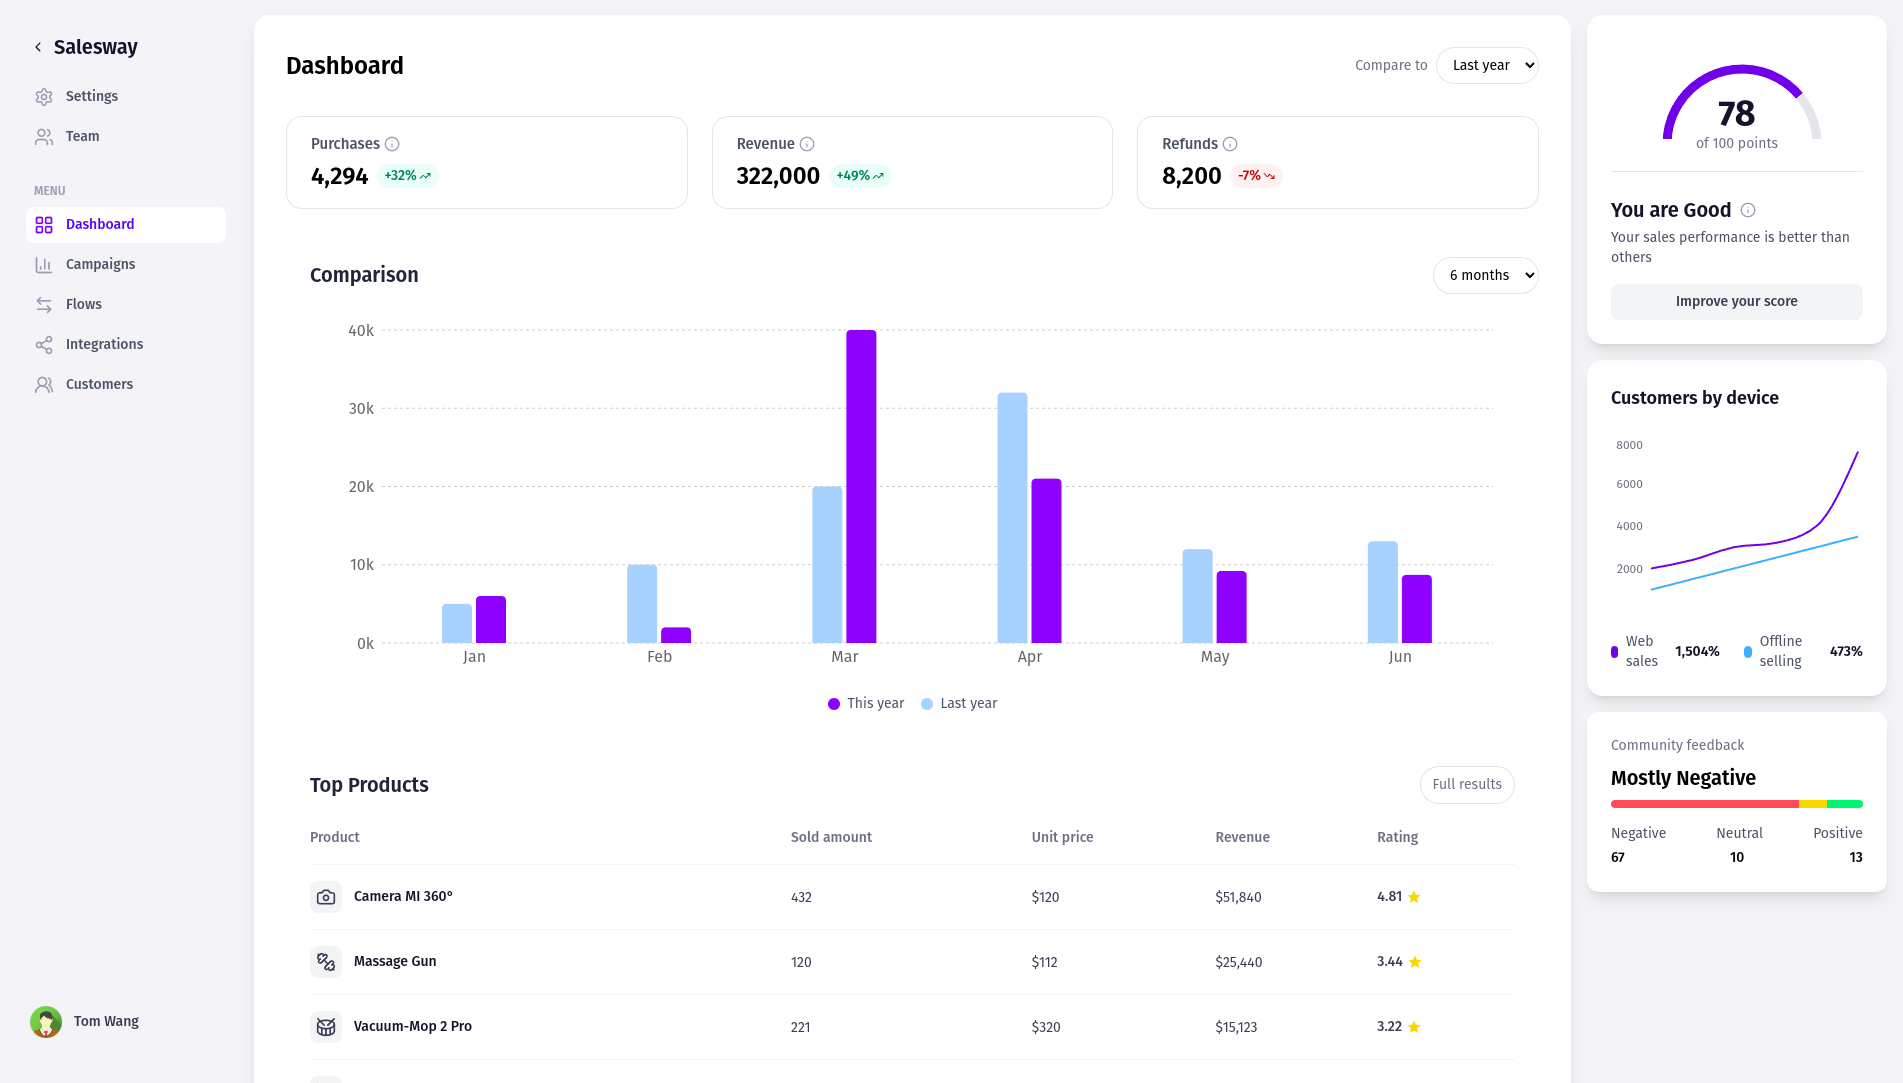 Salesway
Settings
Team
MENU
Dashboard
Campaigns
Flows
Integrations
Customers
Tom Wang
Dashboard
Compare to
Last year
Purchases
4,294
+32%
Revenue
322,000
+49%
Refunds
8,200
-7%
Comparison
6 months
40k
30k
20k
10k
0k
Jan
Feb
Mar
Apr
May
Jun
This year
Last year
Top Products
Full results
Product
Sold amount
Unit price
Revenue
Rating
Camera MI 360°
432
$120
$51,840
4.81
Massage Gun
120
$112
$25,440
3.44
Vacuum-Mop 2 Pro
221
$320
$15,123
3.22
78
of 100 points
You are Good
Your sales performance is better than
others
Improve your score
Customers by device
8000
6000
4000
2000
Web
sales
1,504%
Offline
selling
473%
Community feedback
Mostly Negative
Negative
Neutral
Positive
67
10
13